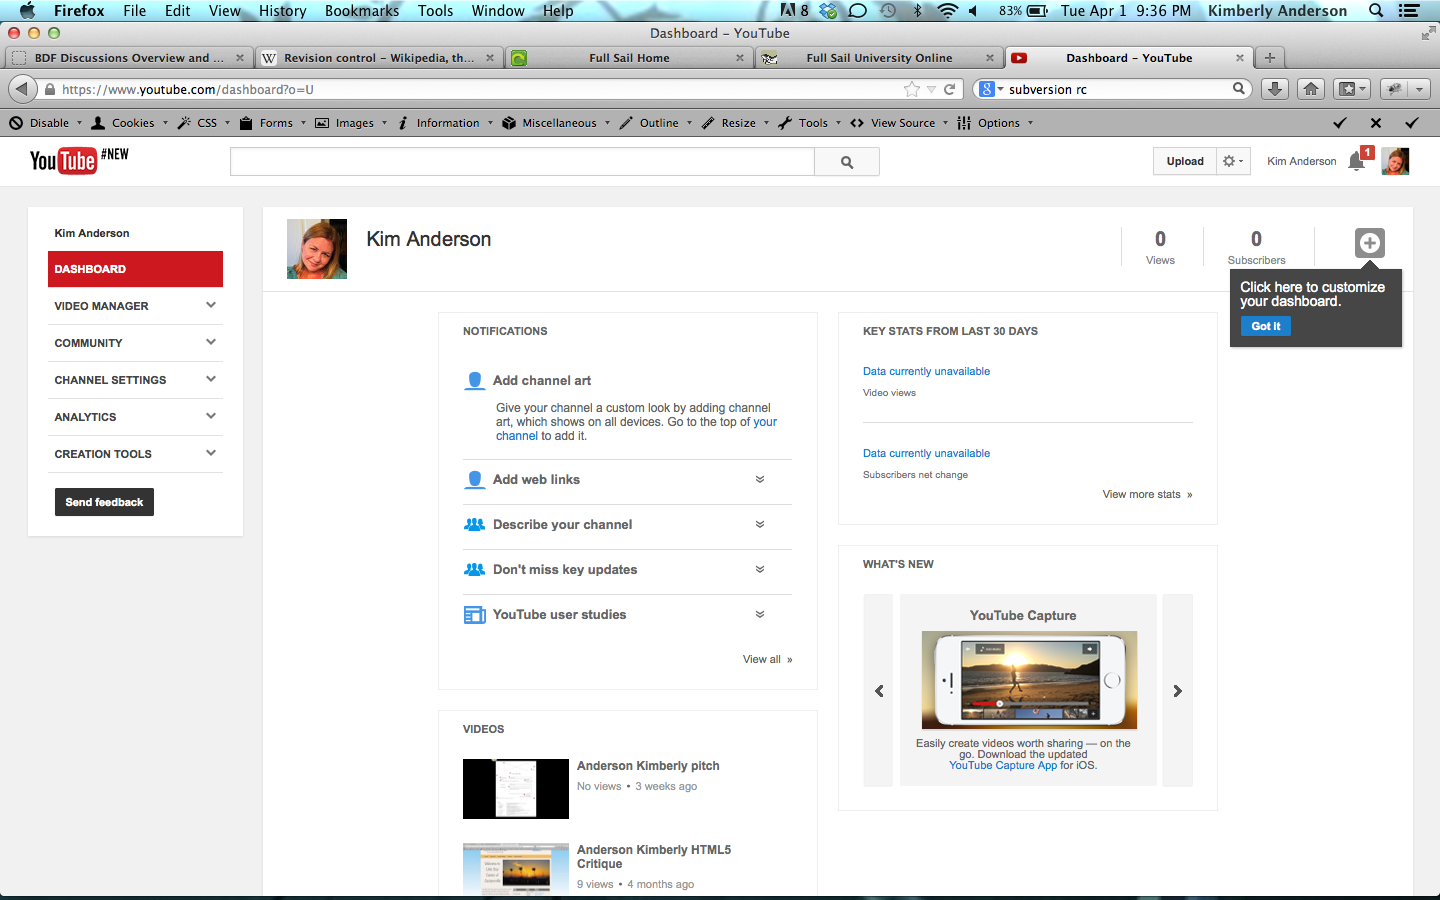 Firefox File Edit View History Bookmarks Tools Window Help 8 83% Tue Apr 1 9:36 PM Kimberly Anderson
Dashboard – YouTube
BDF Discussions Overview and ... Revision control – Wikipedia, th... Full Sail Home Full Sail University Online Dashboard – YouTube
https://www.youtube.com/dashboard?o=U subversion rc
Disable Cookies CSS Forms Images Information Miscellaneous Outline Resize Tools View Source Options
YouTube #NEW Upload Kim Anderson 1
Kim Anderson
DASHBOARD
VIDEO MANAGER
COMMUNITY
CHANNEL SETTINGS
ANALYTICS
CREATION TOOLS
Send feedback
Kim Anderson
0 Views
0 Subscribers
Click here to customize
your dashboard.
Got it
NOTIFICATIONS
Add channel art
Give your channel a custom look by adding channel
art, which shows on all devices. Go to the top of your
channel to add it.
Add web links
Describe your channel
Don't miss key updates
YouTube user studies
View all »
VIDEOS
Anderson Kimberly pitch
No views • 3 weeks ago
Anderson Kimberly HTML5
Critique
9 views • 4 months ago
KEY STATS FROM LAST 30 DAYS
Data currently unavailable
Video views
Data currently unavailable
Subscribers net change
View more stats »
WHAT'S NEW
YouTube Capture
Easily create videos worth sharing — on the
go. Download the updated
YouTube Capture App for iOS.